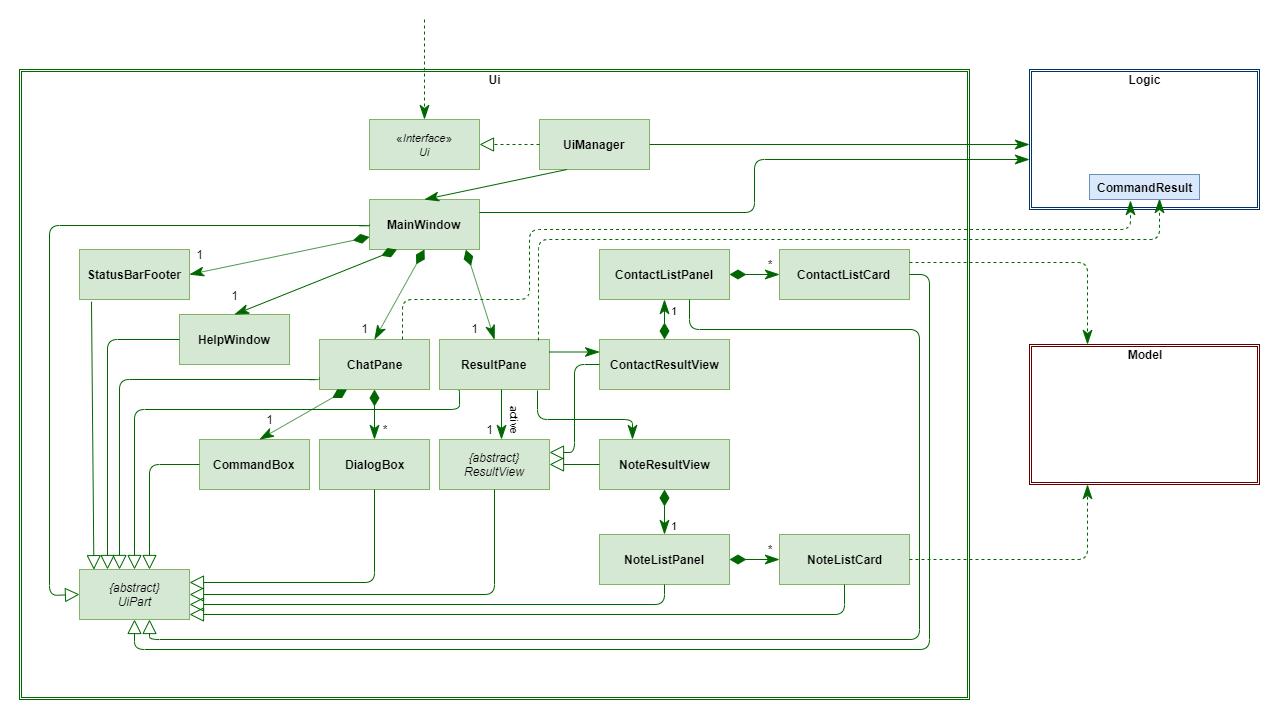 Ui
Logic
«Interface»
Ui
UiManager
CommandResult
MainWindow
1
StatusBarFooter
ContactListPanel
*
ContactListCard
1
HelpWindow
1
1
1
ChatPane
ResultPane
ContactResultView
Model
1
*
1
active
CommandBox
DialogBox
{abstract}
ResultView
NoteResultView
1
NoteListPanel
*
NoteListCard
{abstract}
UiPart